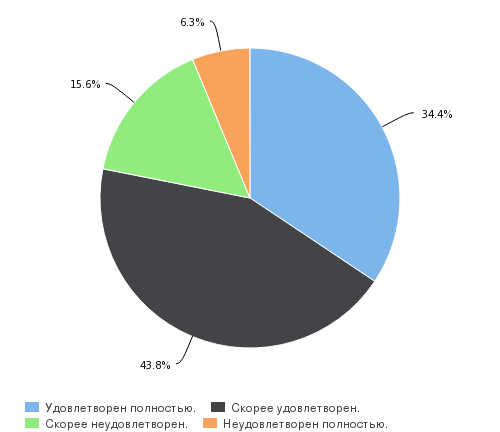 6.3%
15.6%
34.4%
43.8%
Удовлетворен полностью. Скорее удовлетворен.
Скорее неудовлетворен. Неудовлетворен полностью.